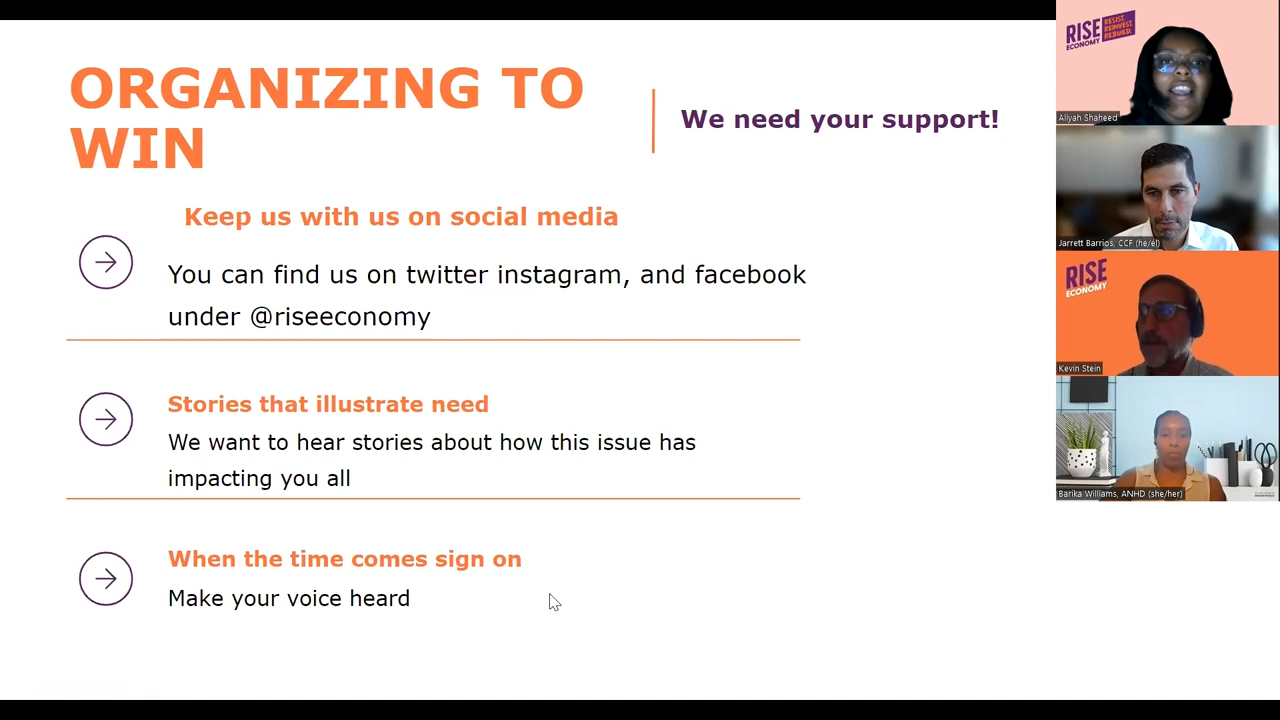 ORGANIZING TO
WIN
We need your support!
Keep us with us on social media
You can find us on twitter instagram, and facebook
under @riseeconomy
Stories that illustrate need
We want to hear stories about how this issue has
impacting you all
When the time comes sign on
Make your voice heard
RISE
ECONOMY
RESIST.
REINVEST.
REBUILD.
Aliyah Shaheed
Jarrett Barrios, CCF (he/él)
RISE
ECONOMY
Kevin Stein
Barika Williams, ANHD (she/her)